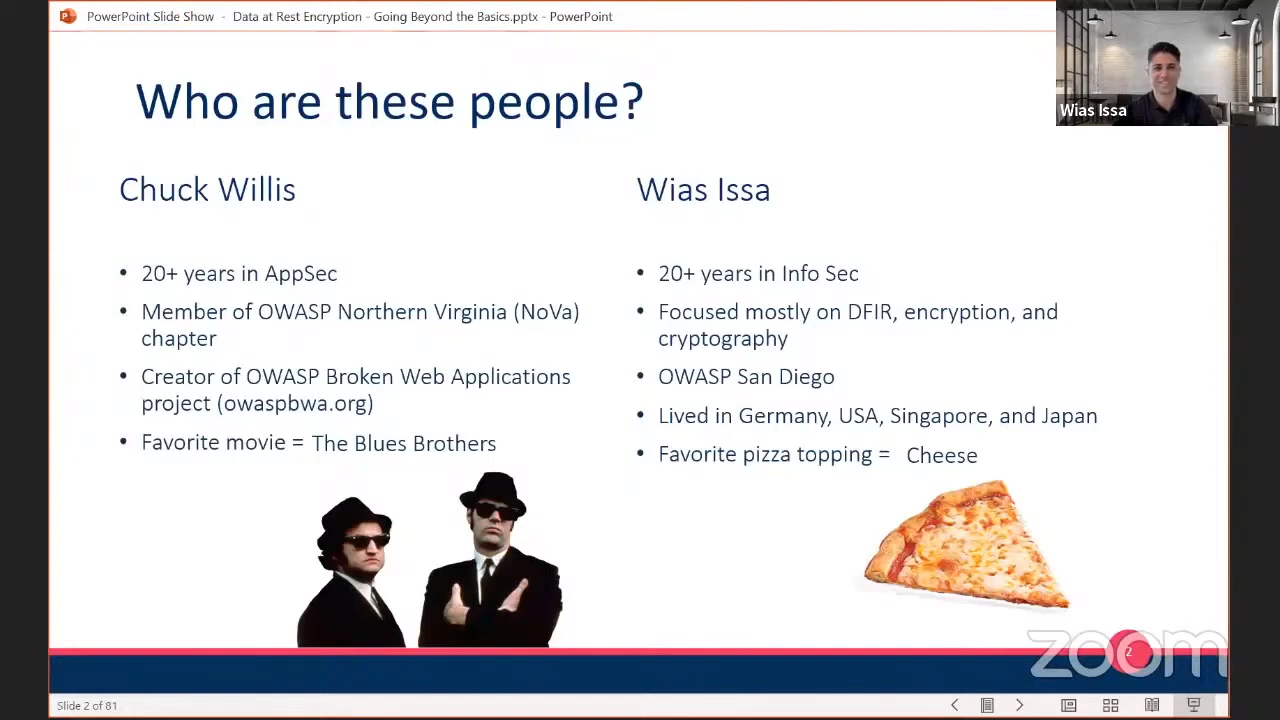 PowerPoint Slide Show - Data at Rest Encryption - Going Beyond the Basics.pptx - PowerPoint
Wias Issa
Who are these people?
Chuck Willis
• 20+ years in AppSec
• Member of OWASP Northern Virginia (NoVa)
chapter
• Creator of OWASP Broken Web Applications
project (owaspbwa.org)
• Favorite movie = The Blues Brothers
Wias Issa
• 20+ years in Info Sec
• Focused mostly on DFIR, encryption, and
cryptography
• OWASP San Diego
• Lived in Germany, USA, Singapore, and Japan
• Favorite pizza topping = Cheese
2
zoom
Slide 2 of 81